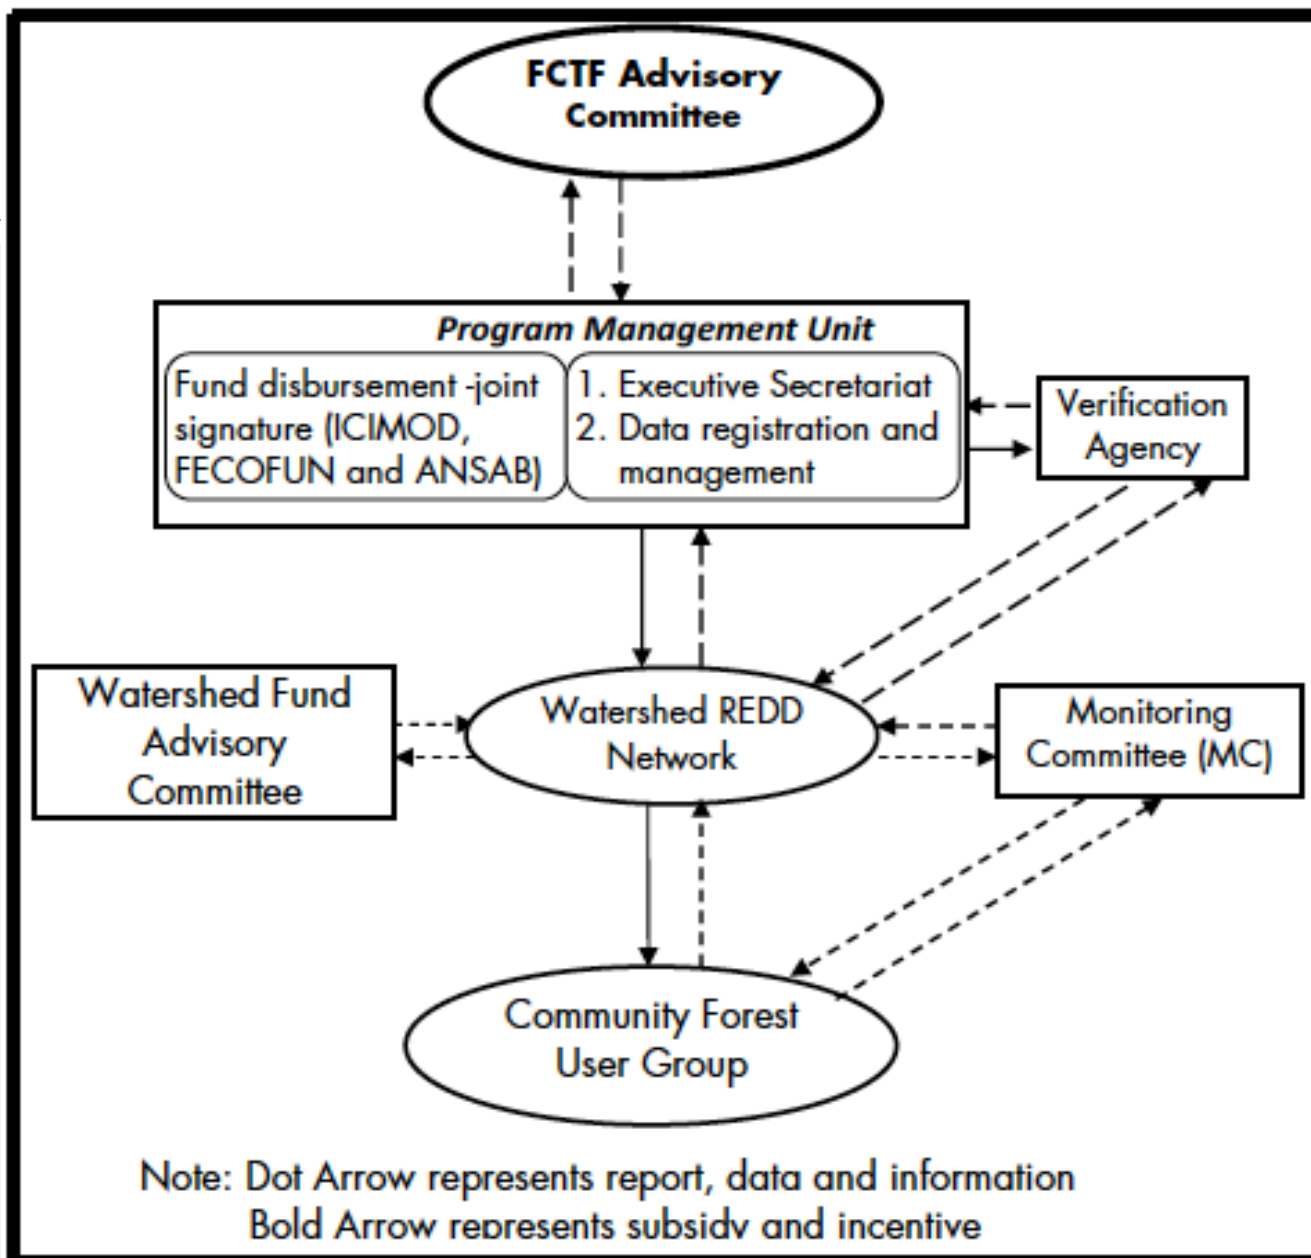 FCTF Advisory
Committee
Program Management Unit
Fund disbursement -joint
signature (ICIMOD,
FECOFUN and ANSAB)
1. Executive Secretariat
2. Data registration and
management
Verification
Agency
Watershed Fund
Advisory
Committee
Watershed REDD
Network
Monitoring
Committee (MC)
Community Forest
User Group
Note: Dot Arrow represents report, data and information
Bold Arrow represents subsidy and incentive